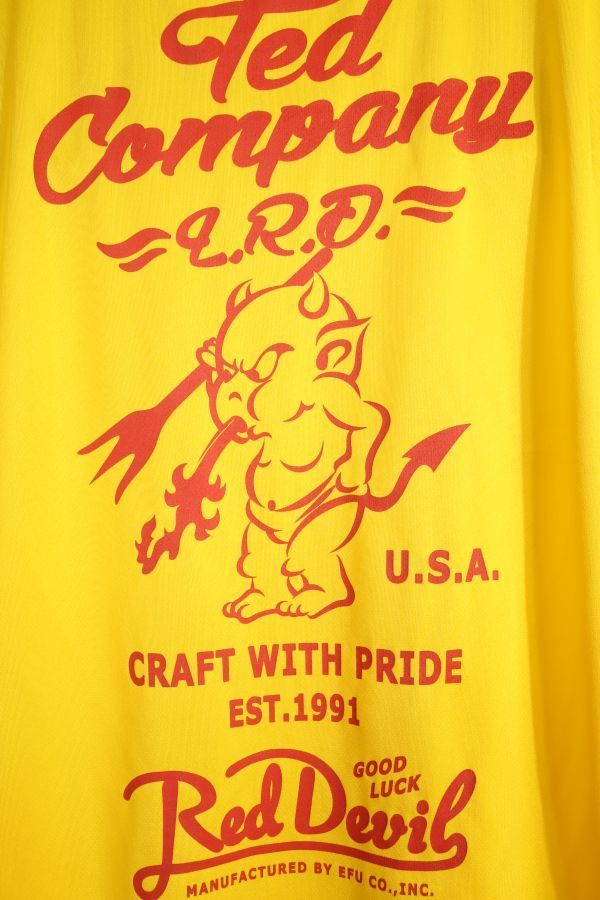 Ted
Company
L.R.D.
U.S.A.
CRAFT WITH PRIDE
EST.1991
GOOD
LUCK
Red Devil
MANUFACTURED BY EFU CO.,INC.